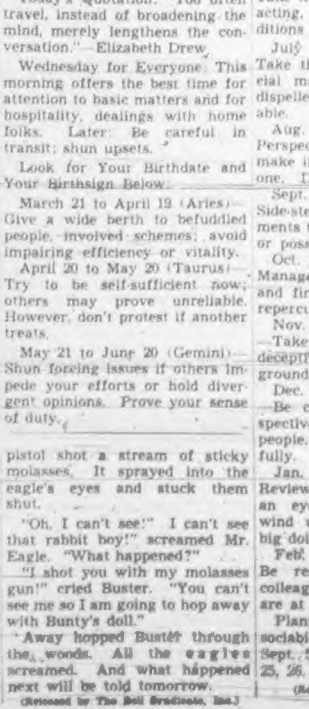 Today's Quotation: "Too often
travel, instead of broadening the
mind, merely lengthens the con-
versation."—Elizabeth Drew
Wednesday for Everyone: This
morning offers the best time for
attention to basic matters and for
hospitality, dealings with home
folks. Later: Be careful in
transit; shun upsets.
Look for Your Birthdate and
Your Birthsign Below:
March 21 to April 19 (Aries)—
Give a wide berth to befuddled
people, involved schemes; avoid
impairing efficiency or vitality.
April 20 to May 20 (Taurus)—
Try to be self-sufficient now;
others may prove unreliable.
However, don't protest if another
treats.
May 21 to June 20 (Gemini)—
Shun forcing issues if others im-
pede your efforts or hold diver-
gent opinions. Prove your sense
of duty.
pistol shot a stream of sticky
molasses. It sprayed into the
eagle's eyes and stuck them
shut.
"Oh, I can't see!" I can't see
that rabbit boy!" screamed Mr.
Eagle. "What happened?"
"I shot you with my molasses
gun!" cried Buster. "You can't
see me so I am going to hop away
with Bunty's doll."
Away hopped Buster through
the woods. All the eagles
screamed. And what happened
next will be told tomorrow.
(Released by The Bell Syndicate, Inc.)
acting,
ditions
July
Take th
cial ma
dispelle
able.
Aug.
Perspec
make i
one. I
Sept.
Side-ste
ments
or poss
Oct.
Manage
and fir
repercu
Nov.
—Take
decepti
ground
Dec.
—Be c
spective
people.
fully.
Jan.
Review
an eye
wind u
big doi
Feb.
Be re
colleag
are at
Plan
sociabi
Sept. 5
25, 26.
(Re